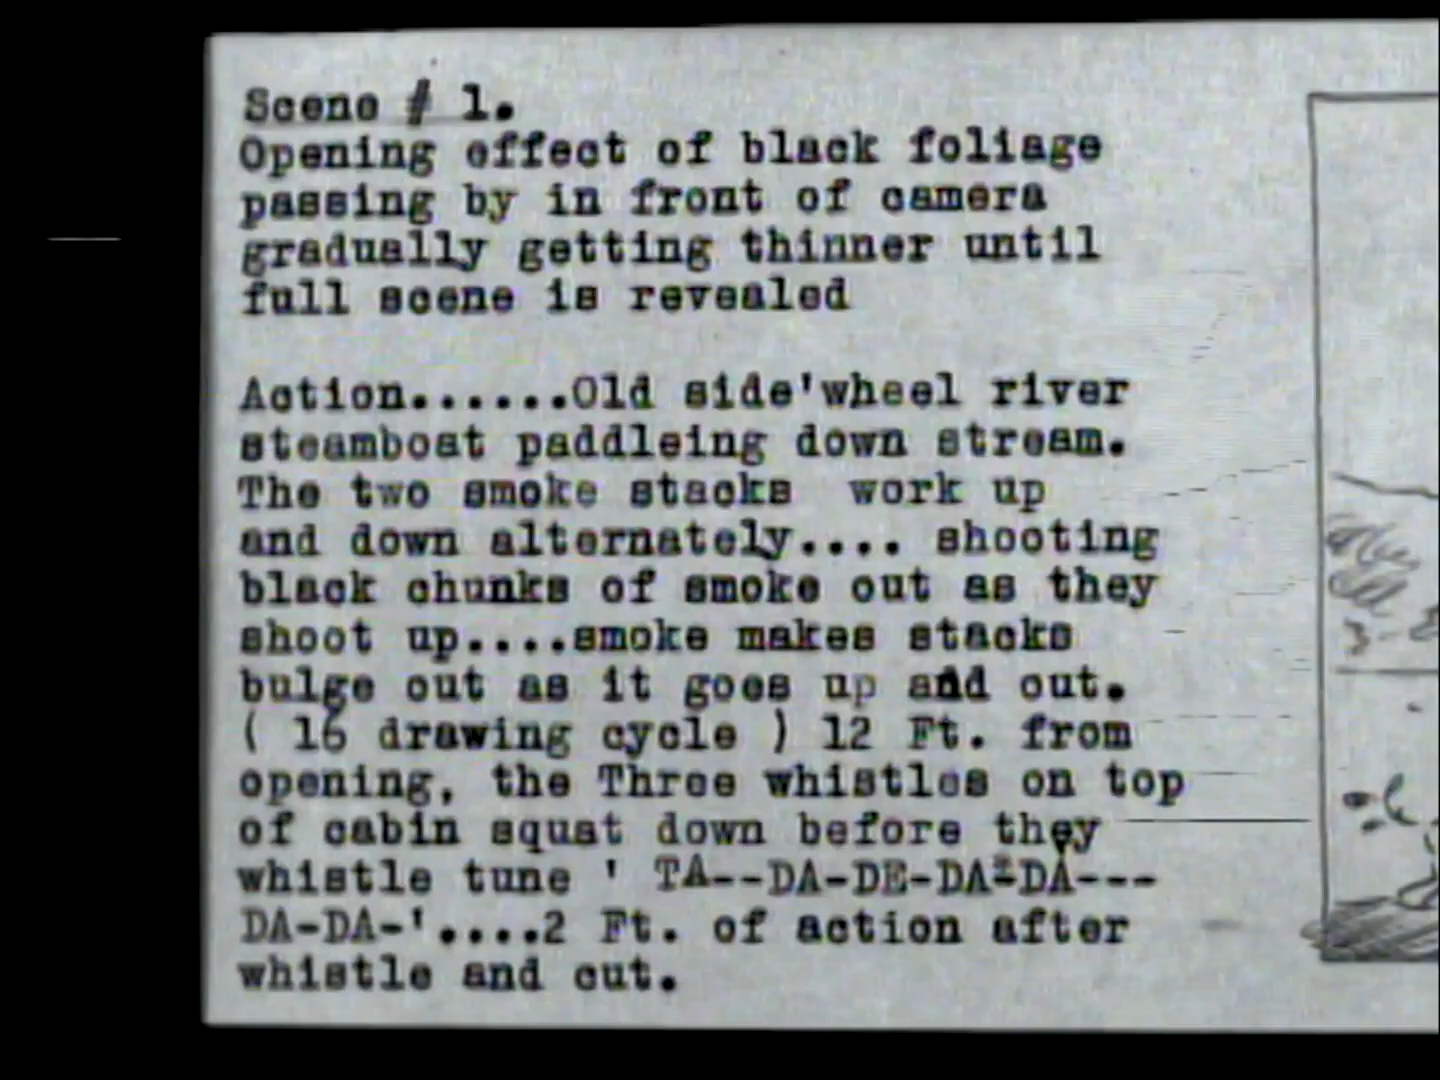 Scene # 1.
Opening effect of black foliage
passing by in front of camera
gradually getting thinner until
full scene is revealed
Action......Old side'wheel river
steamboat paddleing down stream.
The two smoke stacks work up
and down alternately.... shooting
black chunks of smoke out as they
shoot up....smoke makes stacks
bulge out as it goes up and out.
( 16 drawing cycle ) 12 Ft. from
opening, the Three whistles on top
of cabin squat down before they
whistle tune ' TA--DA-DE-DA-DA---
DA-DA-'....2 Ft. of action after
whistle and cut.